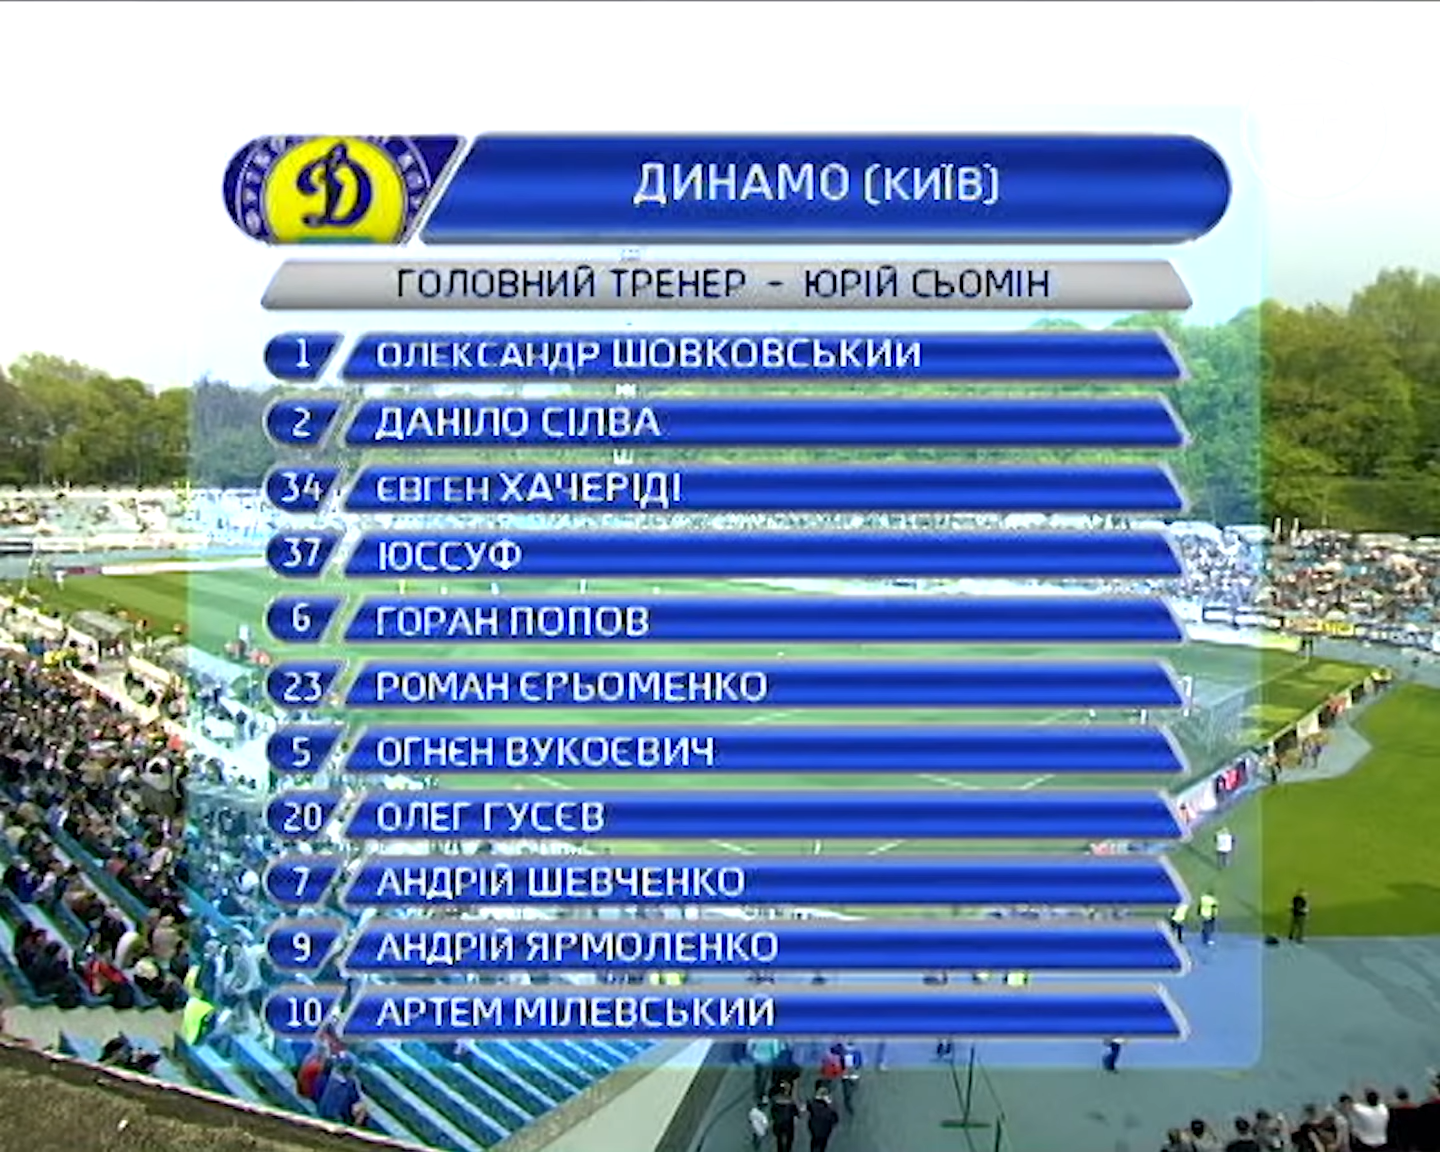 ДИНАМО (КИЇВ)
ГОЛОВНИЙ ТРЕНЕР - ЮРІЙ СЬОМІН
1 ОЛЕКСАНДР ШОВКОВСЬКИЙ
2 ДАНІЛО СІЛВА
34 ЄВГЕН ХАЧЕРІДІ
37 ЮССУФ
6 ГОРАН ПОПОВ
23 РОМАН ЄРЬОМЕНКО
5 ОГНЄН ВУКОЄВИЧ
20 ОЛЕГ ГУСЄВ
7 АНДРІЙ ШЕВЧЕНКО
9 АНДРІЙ ЯРМОЛЕНКО
10 АРТЕМ МІЛЕВСЬКИЙ